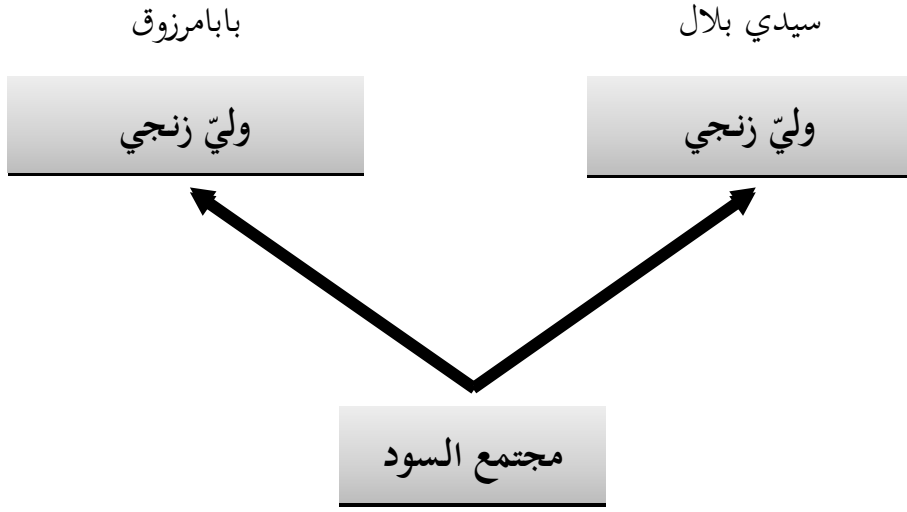 سيدي بلال
بابامرزوق
وليّ زنجي
وليّ زنجي
مجتمع السود